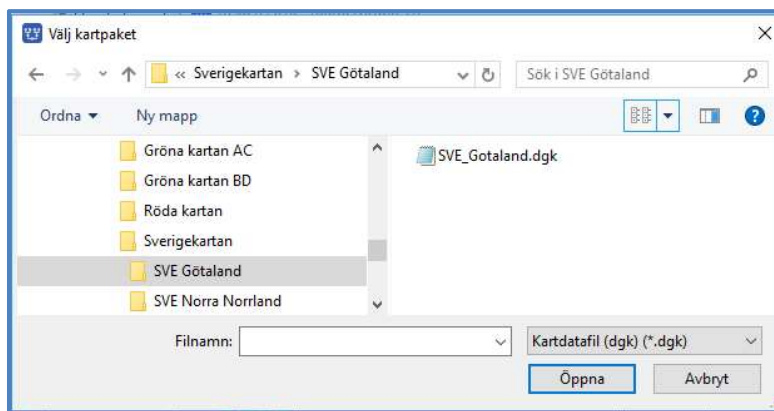 Välj kartpaket
« Sverigekartan > SVE Götaland
Sök i SVE Götaland
Ordna
Ny mapp
Gröna kartan AC
Gröna kartan BD
Röda kartan
Sverigekartan
SVE Götaland
SVE Norra Norrland
SVE_Gotaland.dgk
Filnamn:
Kartdatafil (dgk) (*.dgk)
Öppna
Avbryt